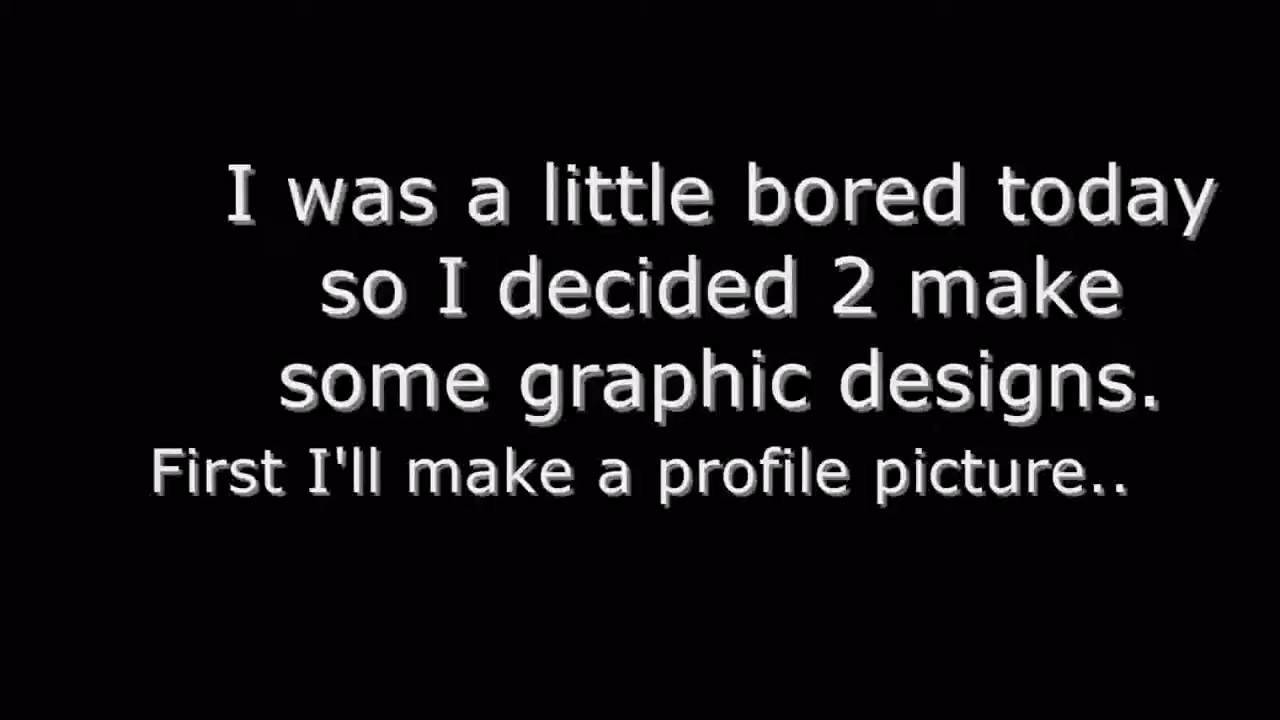 I was a little bored today
so I decided 2 make
some graphic designs.
First I'll make a profile picture..